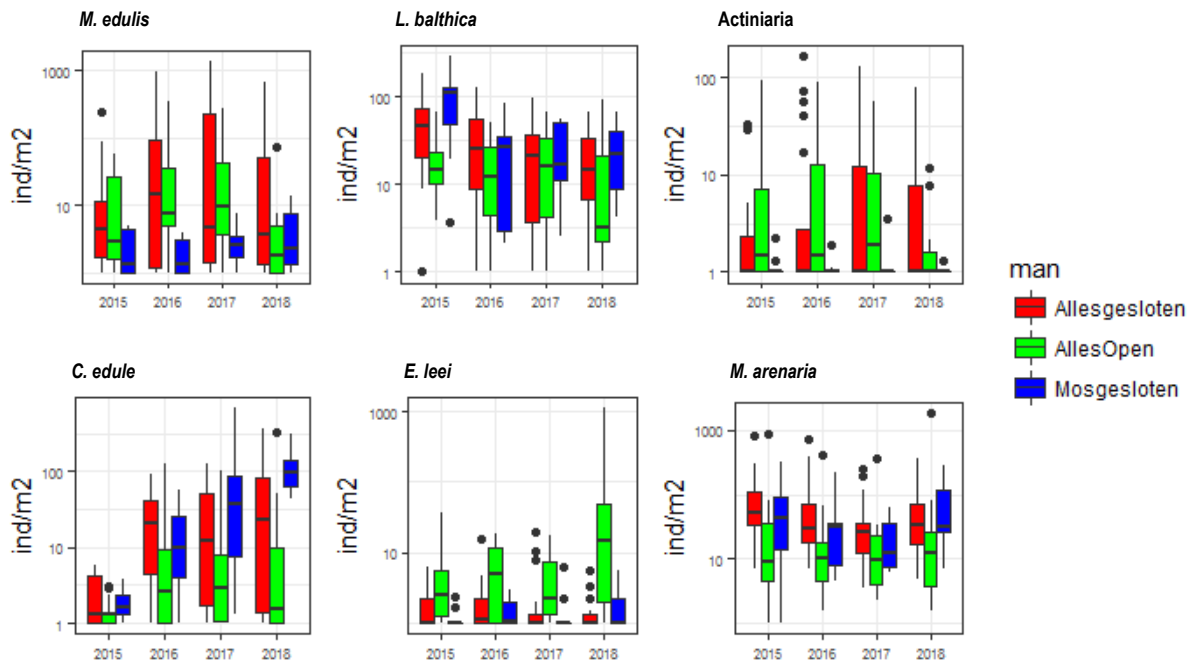 M. edulis
L. balthica
Actiniaria
ind/m2
1000
10
2015 2016 2017 2018
ind/m2
100
10
1
2015 2016 2017 2018
ind/m2
100
10
1
2015 2016 2017 2018
man
Allesgesloten
AllesOpen
Mosgesloten
C. edule
E. leei
M. arenaria
ind/m2
100
10
1
2015 2016 2017 2018
ind/m2
1000
10
2015 2016 2017 2018
ind/m2
1000
10
2015 2016 2017 2018